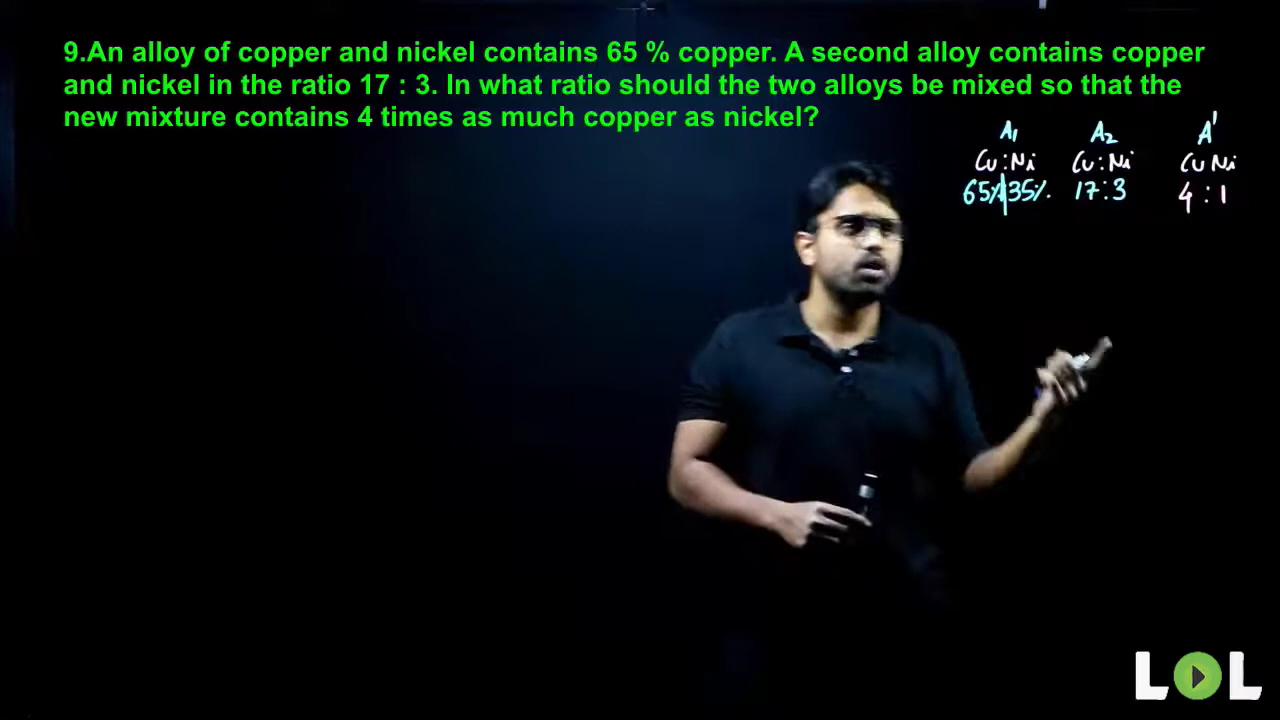 9.An alloy of copper and nickel contains 65 % copper. A second alloy contains copper
and nickel in the ratio 17 : 3. In what ratio should the two alloys be mixed so that the
new mixture contains 4 times as much copper as nickel?
A₁ A₂ A'
Cu:Ni Cu:Ni Cu Ni
65% 35% 17:3 4:1
LOL